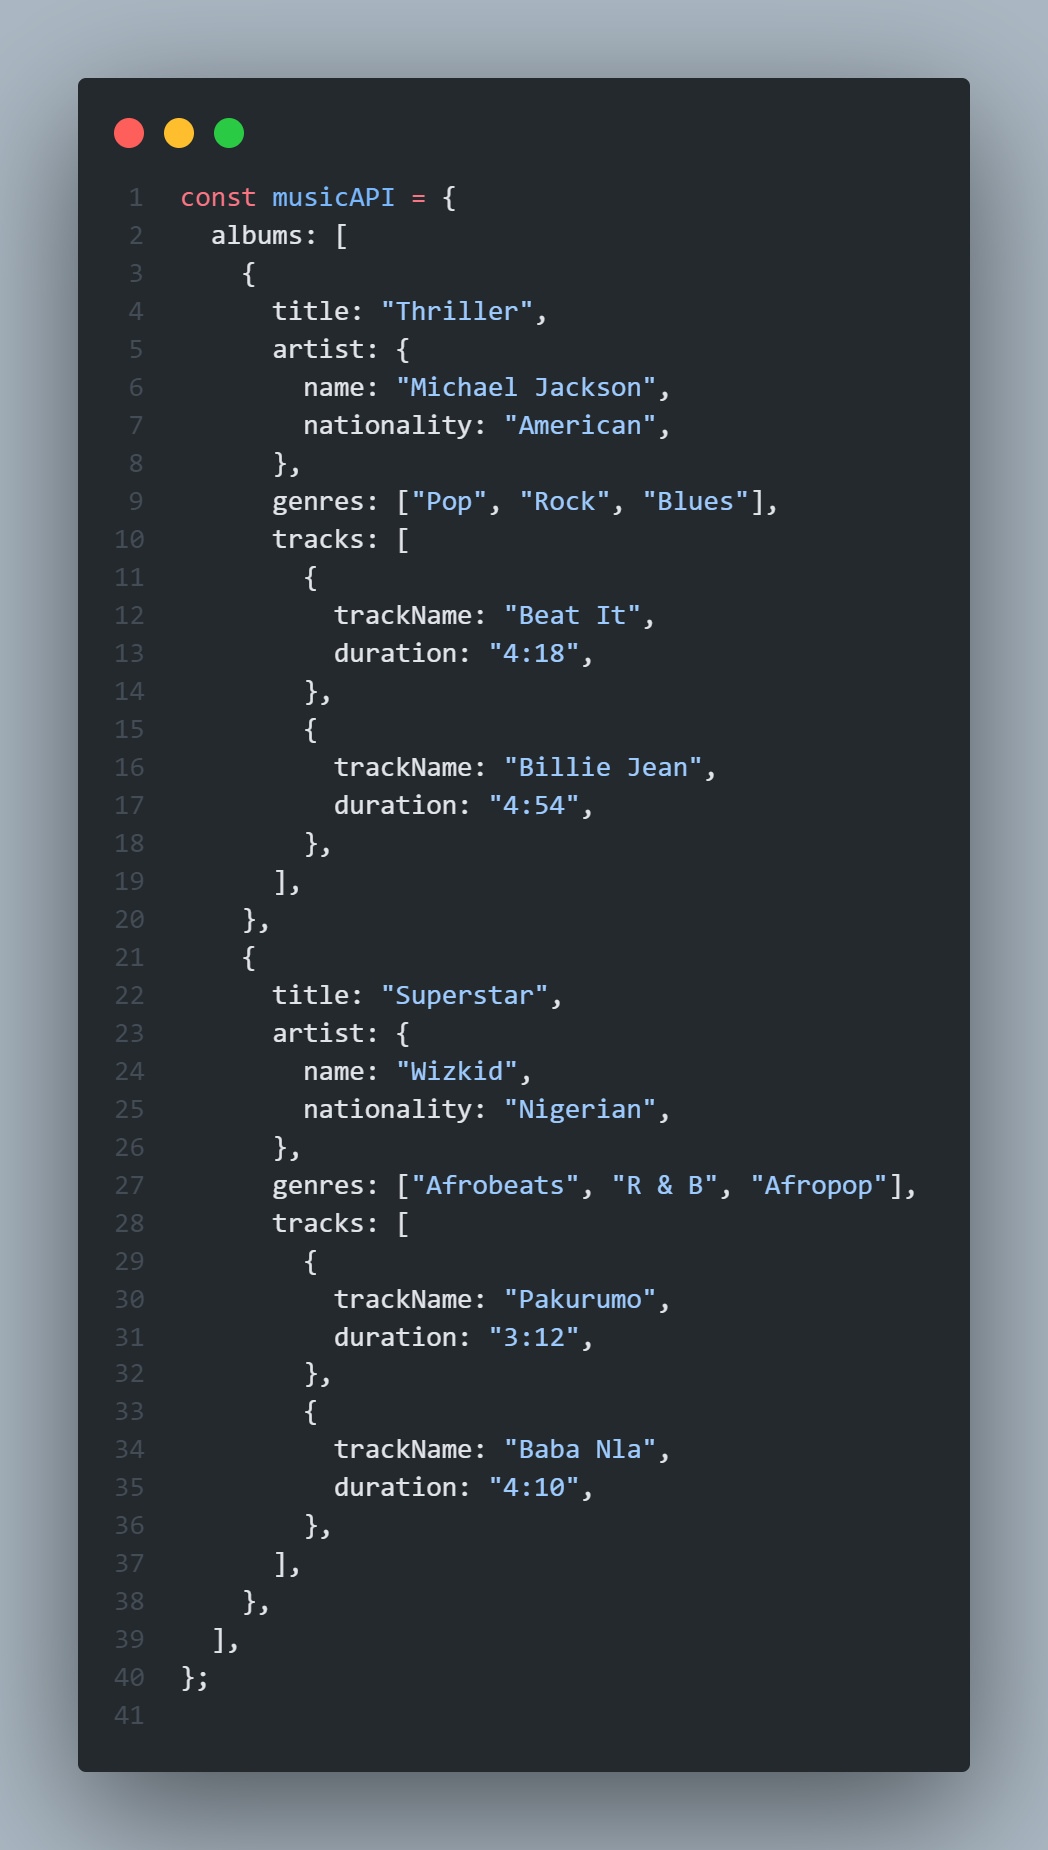 1 const musicAPI = {
2   albums: [
3     {
4       title: "Thriller",
5       artist: {
6         name: "Michael Jackson",
7         nationality: "American",
8       },
9       genres: ["Pop", "Rock", "Blues"],
10       tracks: [
11         {
12           trackName: "Beat It",
13           duration: "4:18",
14         },
15         {
16           trackName: "Billie Jean",
17           duration: "4:54",
18         },
19       ],
20     },
21     {
22       title: "Superstar",
23       artist: {
24         name: "Wizkid",
25         nationality: "Nigerian",
26       },
27       genres: ["Afrobeats", "R & B", "Afropop"],
28       tracks: [
29         {
30           trackName: "Pakurumo",
31           duration: "3:12",
32         },
33         {
34           trackName: "Baba Nla",
35           duration: "4:10",
36         },
37       ],
38     },
39   ],
40 };
41